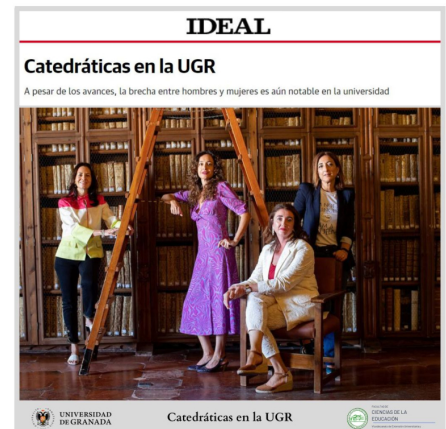 IDEAL
Catedráticas en la UGR
A pesar de los avances, la brecha entre hombres y mujeres es aún notable en la universidad
UNIVERSIDAD
DE GRANADA
Catedráticas en la UGR
CIENCIAS DE LA
EDUCACIÓN